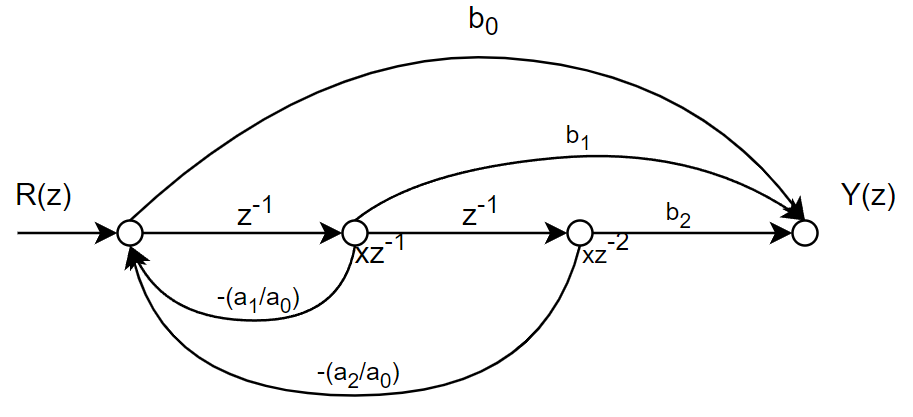 b₀
b₁
R(z)
Y(z)
z⁻¹
z⁻¹
b₂
xz⁻¹
xz⁻²
-(a₁/a₀)
-(a₂/a₀)